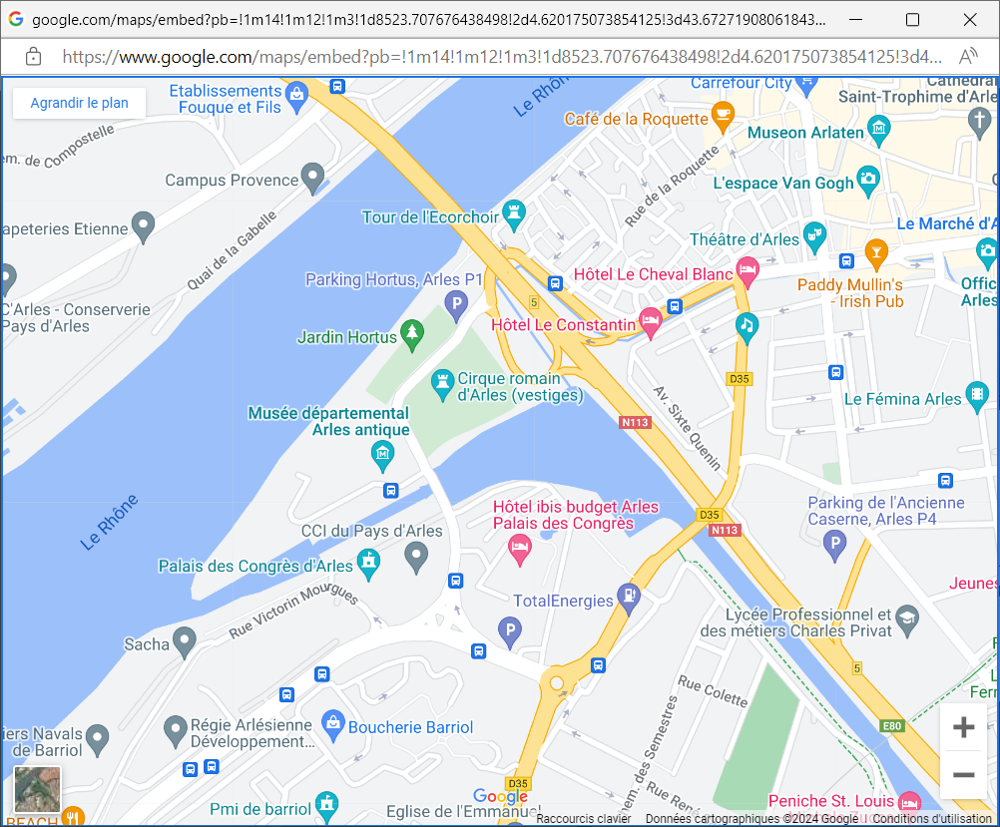 google.com/maps/embed?pb=!1m14!1m12!1m3!1d8523.707676438498!2d4.620175073854125!3d43.67271908061843...
https://www.google.com/maps/embed?pb=!1m14!1m12!1m3!1d8523.707676438498!2d4.620175073854125!3d4...
Agrandir le plan
Etablissements
Fouque et Fils
Le Rhône
Carrefour City
Cathédral
Saint-Trophime d'Arle
Café de la Roquette
Museon Arlaten
em. de Compostelle
Campus Provence
Rue de la Roquette
L'espace Van Gogh
apeteries Etienne
Quai de la Gabelle
Tour de l'Ecorchoir
Le Marché d'A
Théâtre d'Arles
Parking Hortus, Arles P1
Hôtel Le Cheval Blanc
Paddy Mullin's
- Irish Pub
Offic
Arles
C'Arles - Conserverie
Pays d'Arles
5
Jardin Hortus
Hôtel Le Constantin
Cirque romain
d'Arles (vestiges)
D35
Le Fémina Arles
Musée départemental
Arles antique
N113
Av. Sixte Quenin
Le Rhône
Hôtel ibis budget Arles
Palais des Congrès
D35
N113
Parking de l'Ancienne
Caserne, Arles P4
CCI du Pays d'Arles
Palais des Congrès d'Arles
Jeunes
Rue Victorin Mourgues
TotalEnergies
Lycée Professionnel et
des métiers Charles Privat
Sacha
5
Rue Colette
Ferr
iers Navals
de Barriol
Régie Arlésienne
Développement...
Boucherie Barriol
hem. des Semestres
E80
D35
Google
Pmi de barriol
Eglise de l'Emmanuel
Rue René
Peniche St. Louis
BEACH
Raccourcis clavier
Données cartographiques ©2024 Google
Conditions d'utilisation